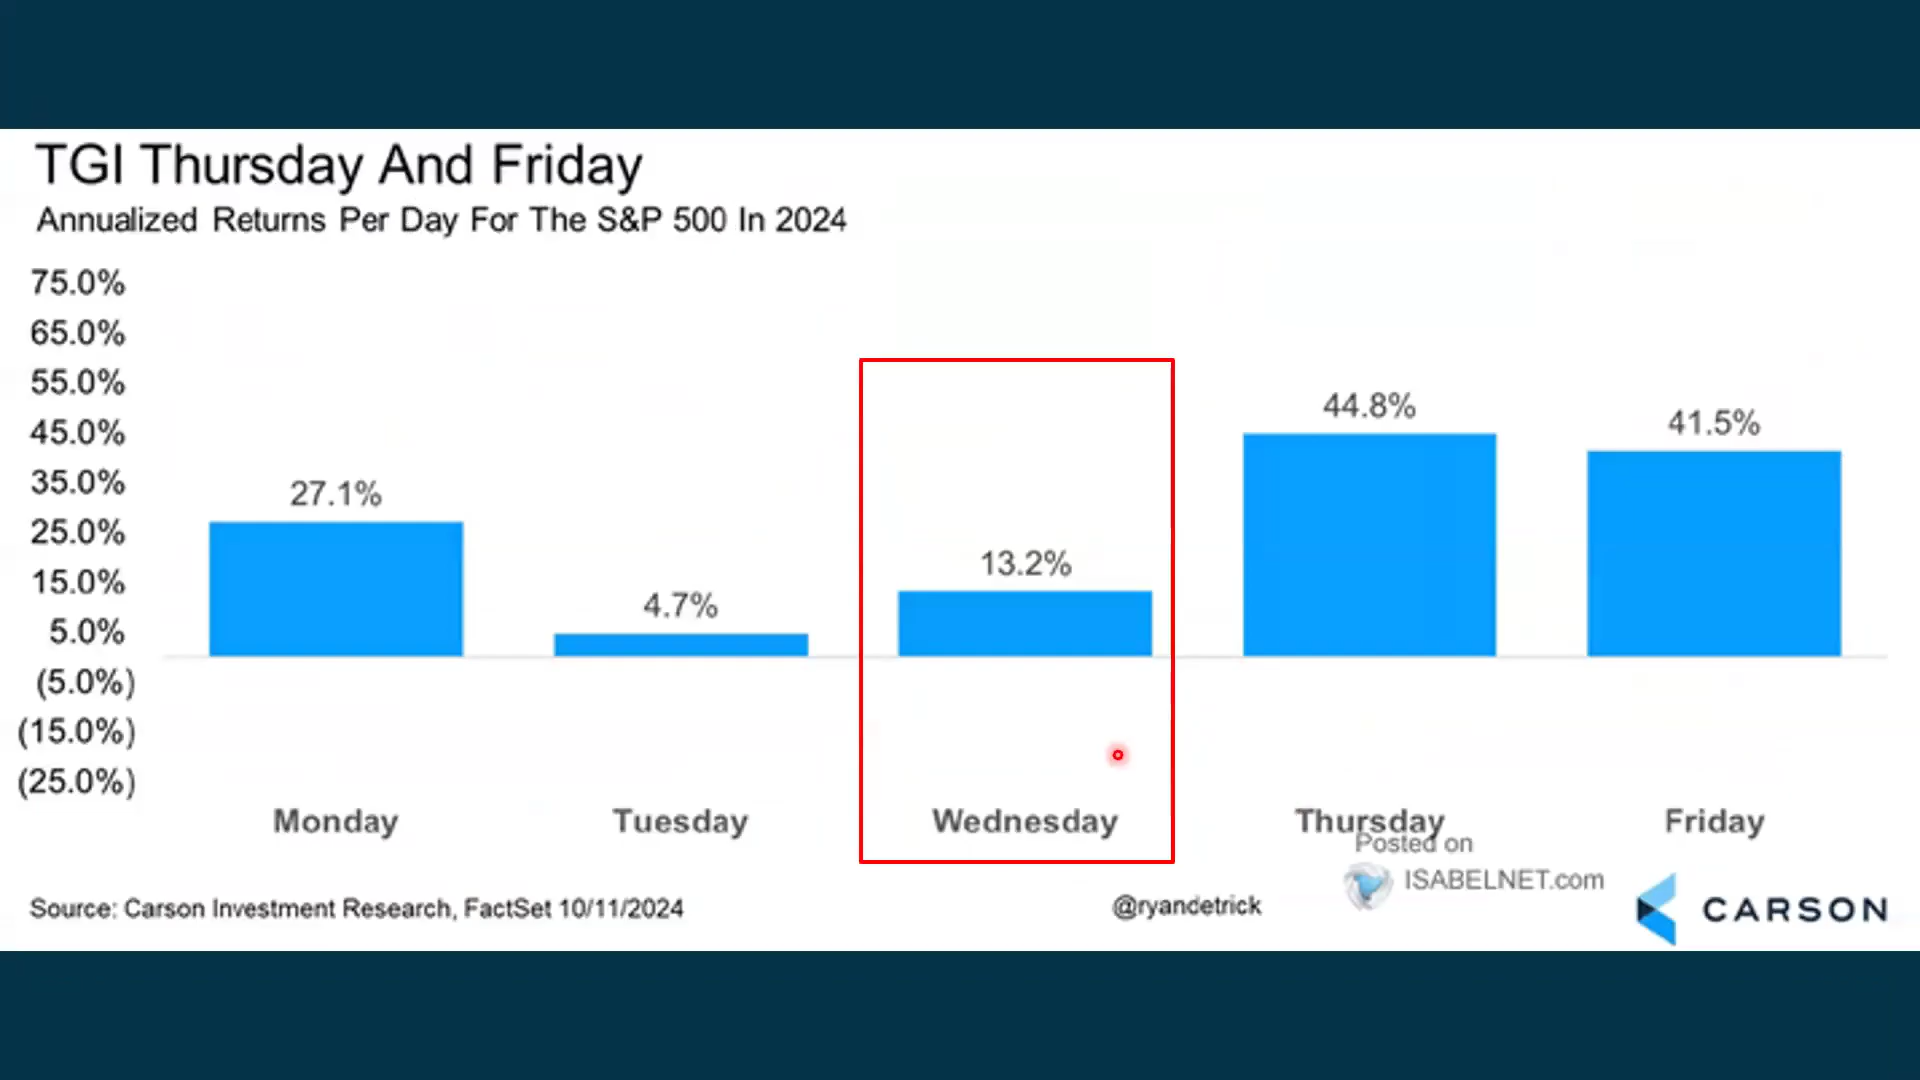 TGI Thursday And Friday
Annualized Returns Per Day For The S&P 500 In 2024
75.0%
65.0%
55.0%
45.0%
35.0%
25.0%
15.0%
5.0%
(5.0%)
(15.0%)
(25.0%)
27.1%
4.7%
13.2%
44.8%
41.5%
Monday
Tuesday
Wednesday
Thursday
Friday
Posted on
ISABELNET.com
Source: Carson Investment Research, FactSet 10/11/2024
@ryandetrick
CARSON